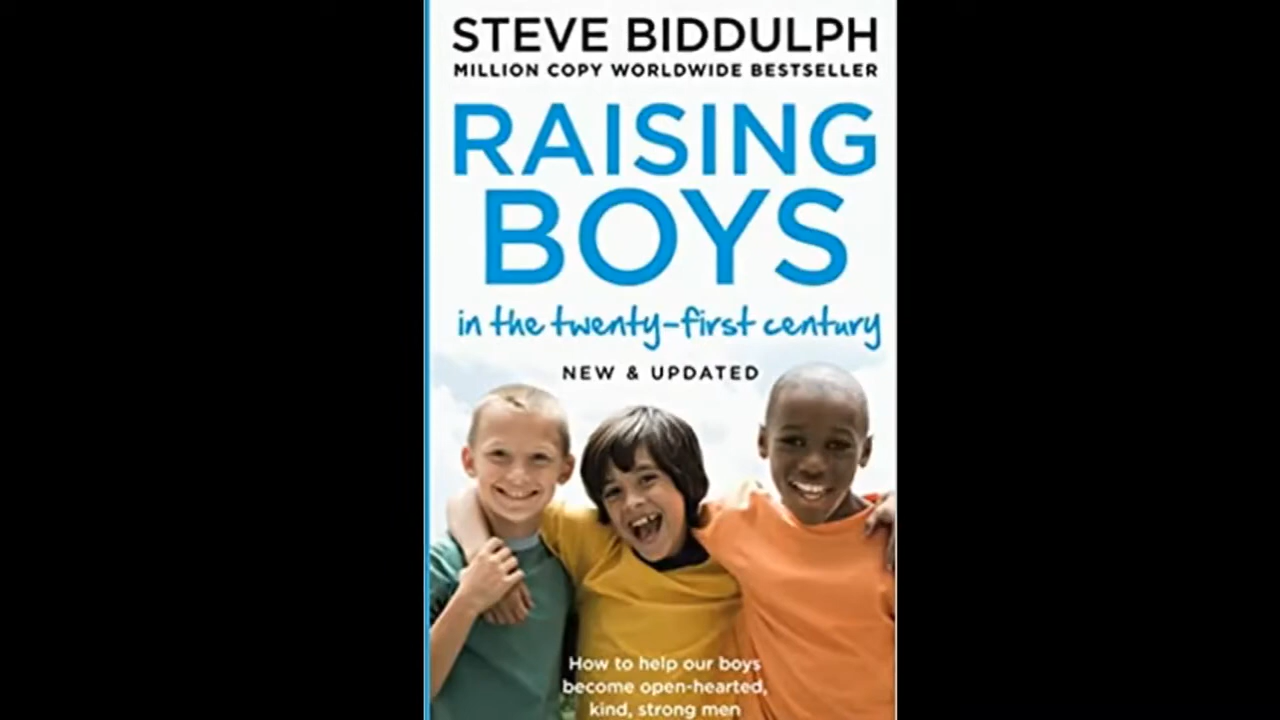 STEVE BIDDULPH
MILLION COPY WORLDWIDE BESTSELLER
RAISING
BOYS
in the twenty-first century
NEW & UPDATED
How to help our boys
become open-hearted,
kind, strong men